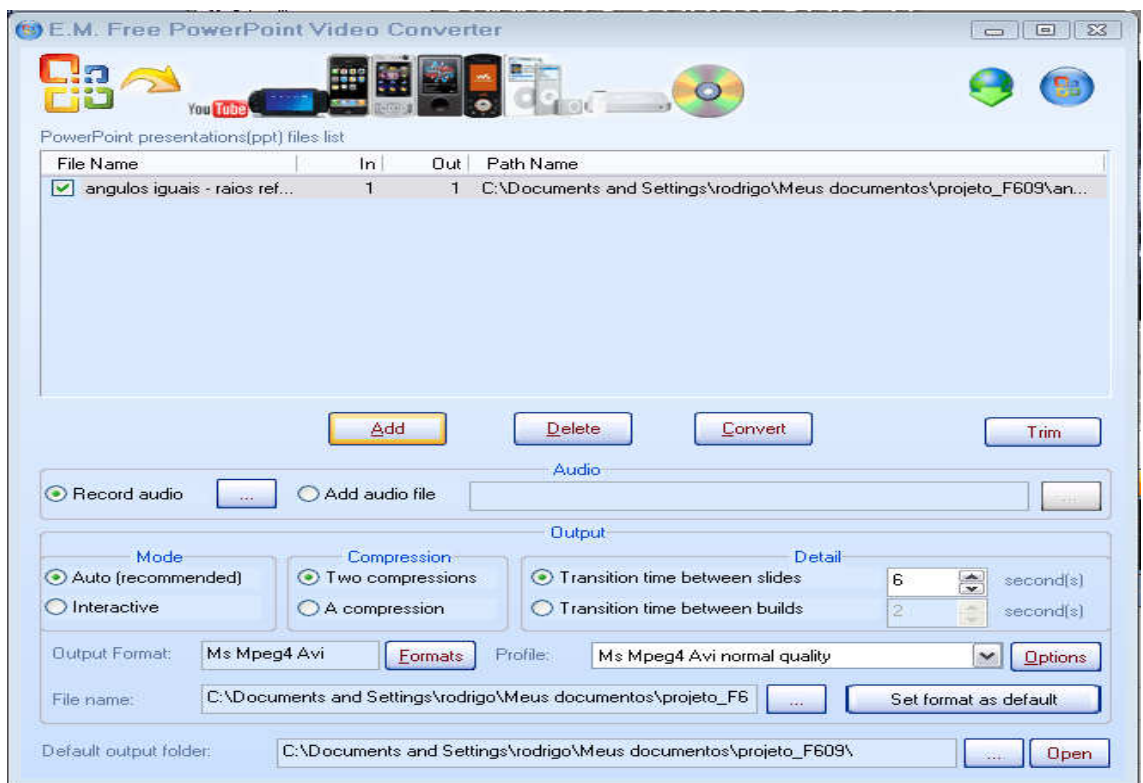 E.M. Free PowerPoint Video Converter
You Tube
PowerPoint presentations(ppt) files list
File Name In Out Path Name
angulos iguais - raios ref... 1 1 C:\Documents and Settings\rodrigo\Meus documentos\projeto_F609\an...
Add Delete Convert Trim
Audio
Record audio ... Add audio file ...
Output
Mode Compression Detail
Auto (recommended) Two compressions Transition time between slides 6 second(s)
Interactive A compression Transition time between builds 2 second(s)
Output Format: Ms Mpeg4 Avi Formats Profile: Ms Mpeg4 Avi normal quality Options
File name: C:\Documents and Settings\rodrigo\Meus documentos\projeto_F6 ... Set format as default
Default output folder: C:\Documents and Settings\rodrigo\Meus documentos\projeto_F609\ ... Open